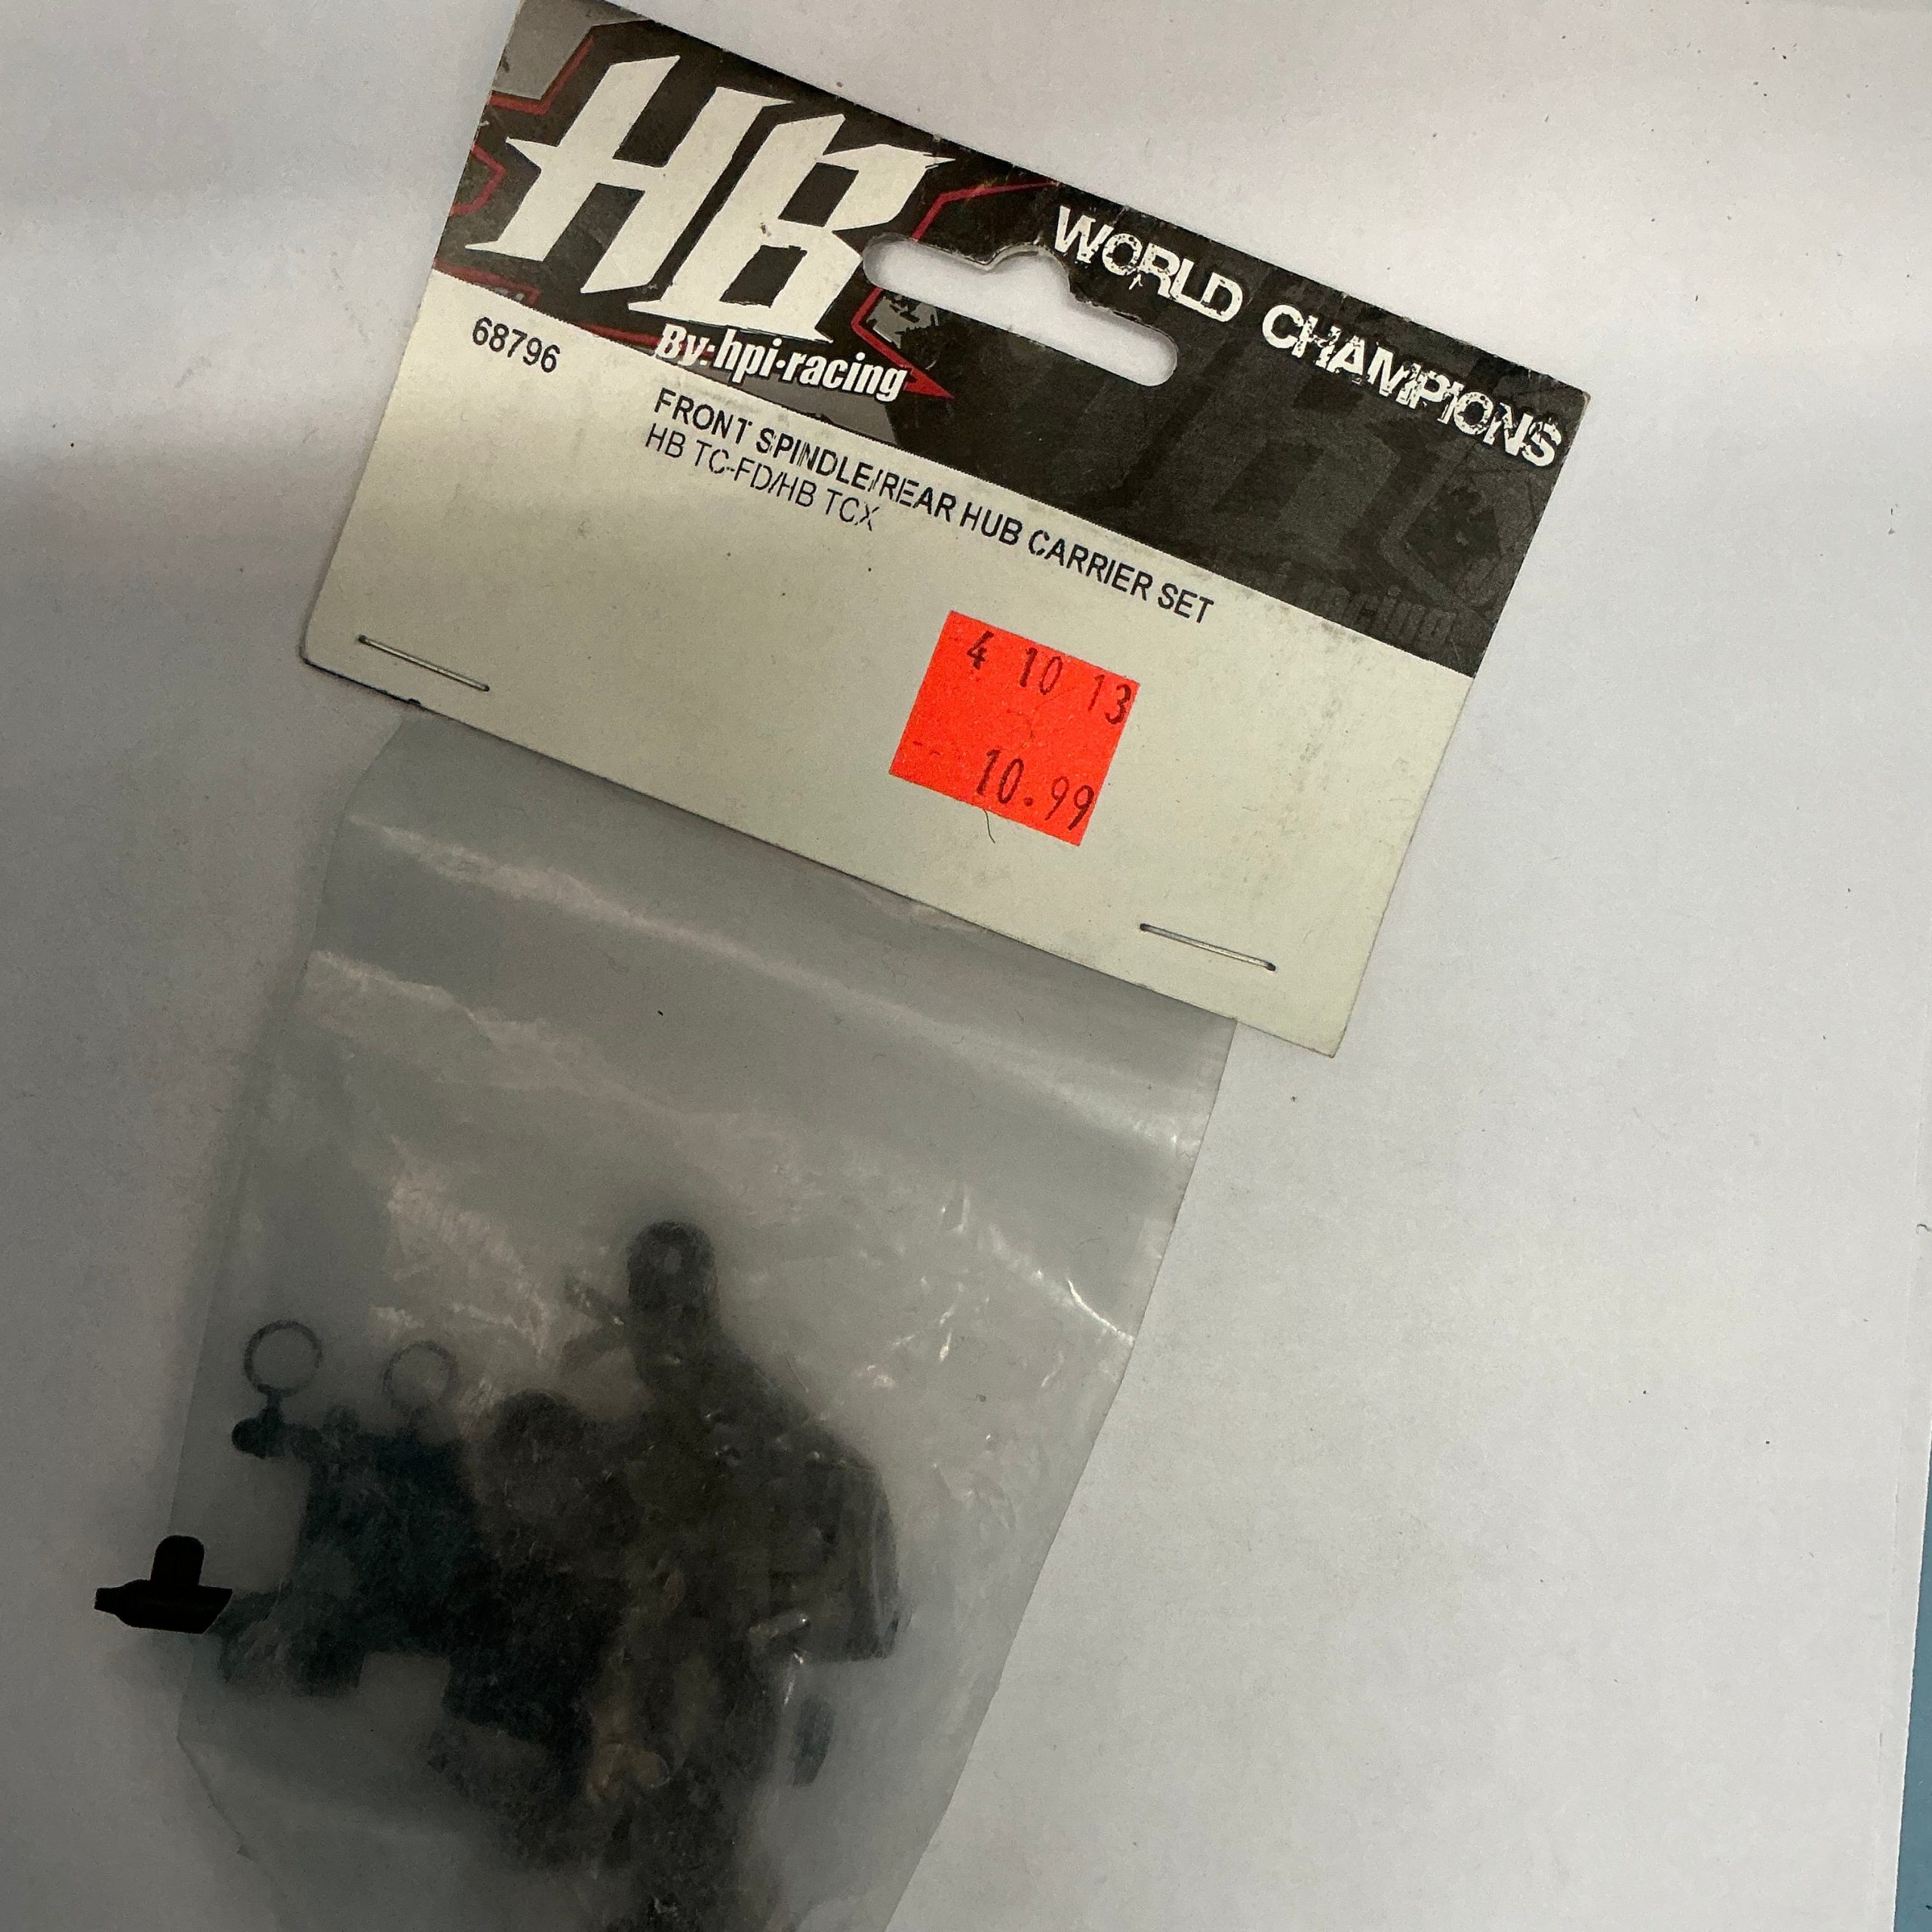 HB
WORLD CHAMPIONS
By: hpi·racing
68796
FRONT SPINDLE/REAR HUB CARRIER SET
HB TC-FD/HB TCX
racing
4 10 13
10.99